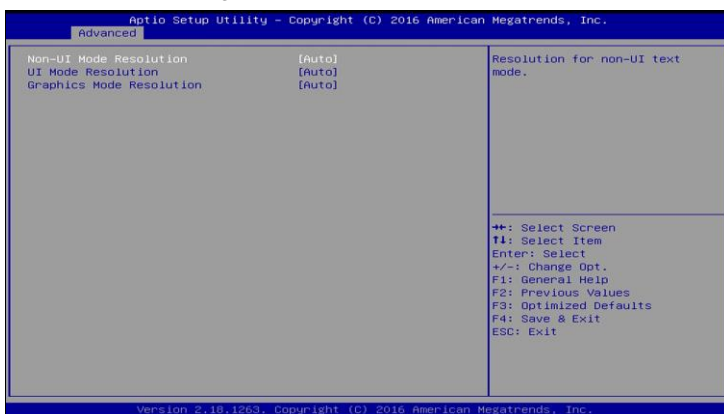 Aptio Setup Utility – Copyright (C) 2016 American Megatrends, Inc.
Advanced
Non-UI Mode Resolution [Auto]
UI Mode Resolution [Auto]
Graphics Mode Resolution [Auto]
Resolution for non-UI text
mode.
→←: Select Screen
↑↓: Select Item
Enter: Select
+/-: Change Opt.
F1: General Help
F2: Previous Values
F3: Optimized Defaults
F4: Save & Exit
ESC: Exit
Version 2.18.1263. Copyright (C) 2016 American Megatrends, Inc.